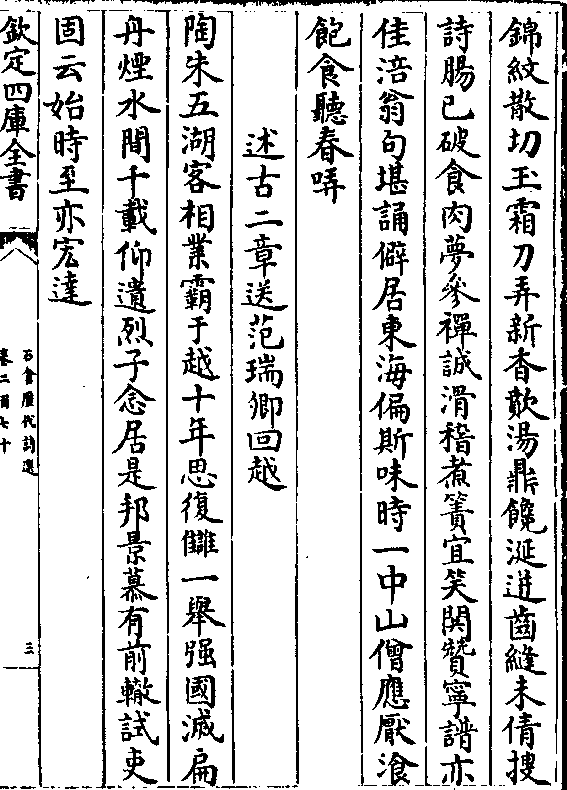 錦紋散切玉霜刀弄新杳歕湯鼎饞涎迸齒縫未倩搜
詩腸已破食肉夢參禪誠滑稽煮簀宜笑閧贊寧譜亦
佳涪翁句堪誦僻居東海偏斯味時一中山僧應厭飡
飽食聽春哢
述古二章送范瑞卿回越
陶朱五湖客相業霸于越十年思復讎一舉强國滅扁
舟煙水間千載仰遺烈子念居是邦景慕有前轍試吏
固云始時至亦宏達
欽定四庫全書
石倉歷代詩選
卷二百七十
三